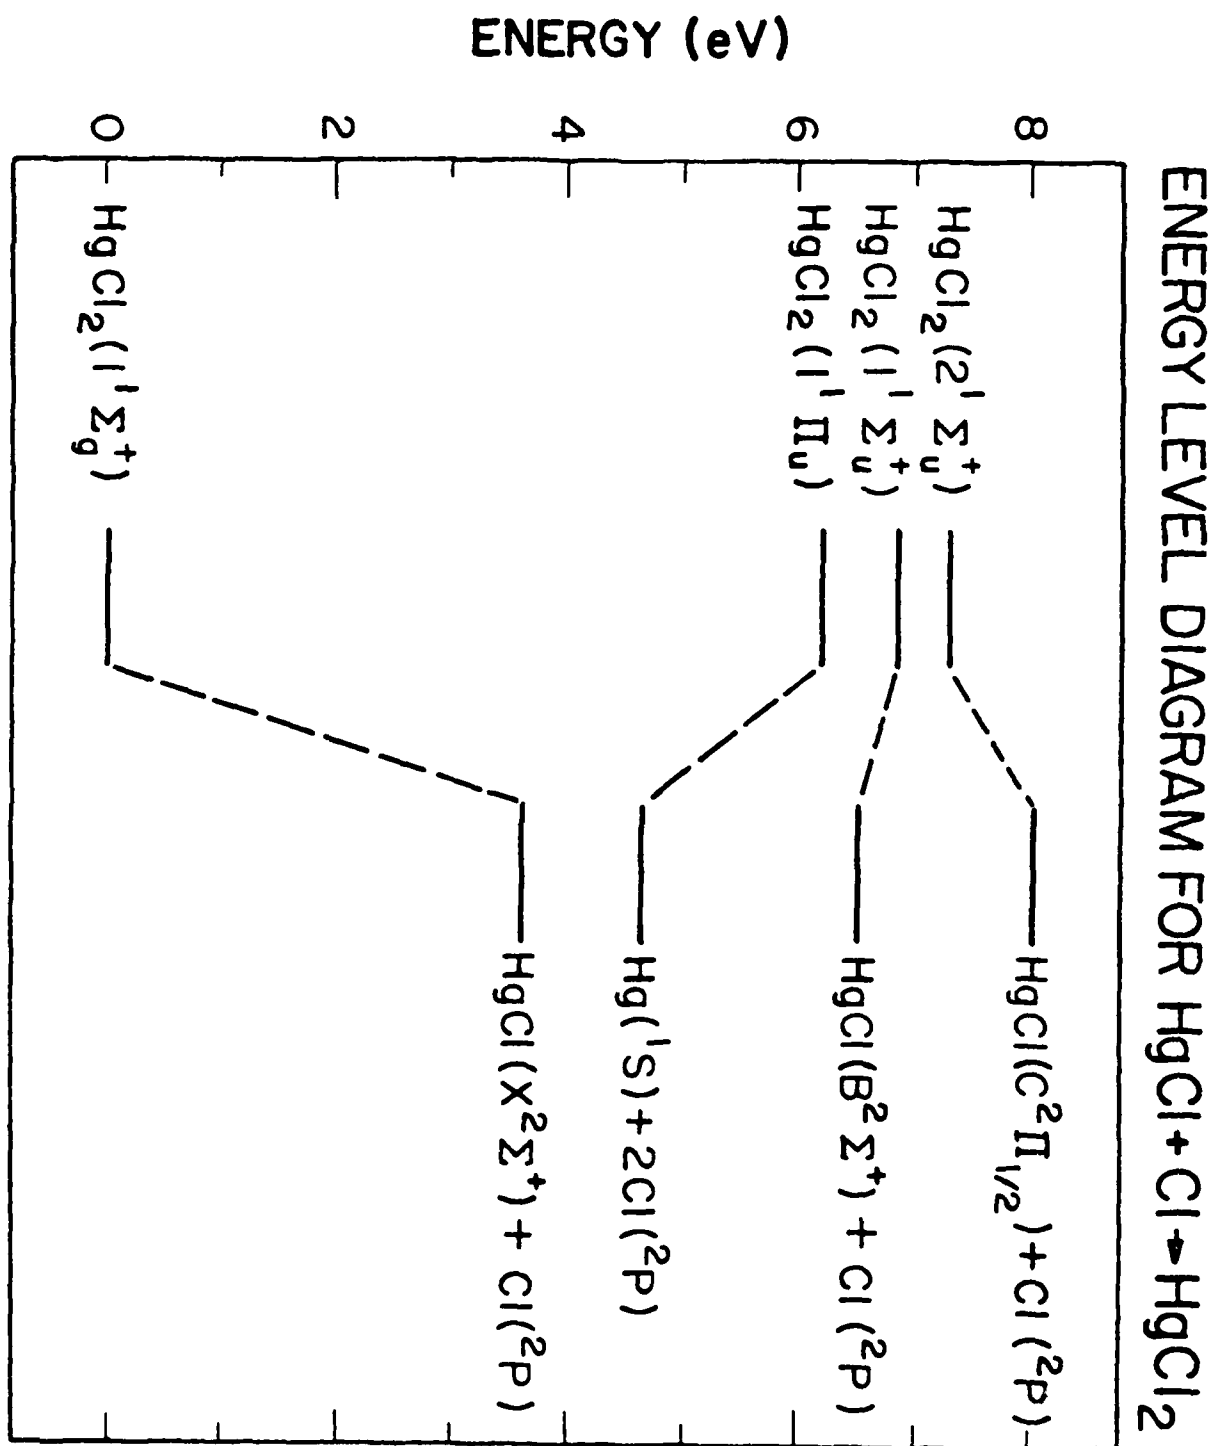 ENERGY LEVEL DIAGRAM FOR HgCl + Cl → HgCl₂
ENERGY (eV)
8
6
4
2
0
HgCl₂(2¹Σᵤ⁺)
HgCl₂(1¹Σᵤ⁺)
HgCl₂(1¹Πᵤ)
HgCl₂(1¹Σg⁺)
HgCl(C²Π₁/₂)+Cl(²P)
HgCl(B²Σ⁺)+Cl(²P)
Hg(¹S)+2Cl(²P)
HgCl(X²Σ⁺)+Cl(²P)